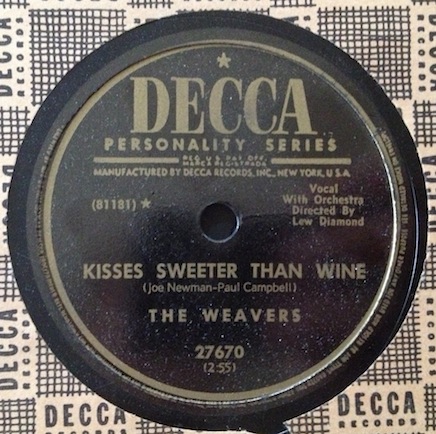 DECCA
PERSONALITY SERIES
REG. U.S. PAT. OFF.
MARCA REGISTRADA
MANUFACTURED BY DECCA RECORDS, INC., NEW YORK, U.S.A.
(81181) ★
Vocal
With Orchestra
Directed By
Lew Diamond
KISSES SWEETER THAN WINE
(Joe Newman-Paul Campbell)
THE WEAVERS
27670
(2:55)
DECCA
DECCA
DECCA
DECCA